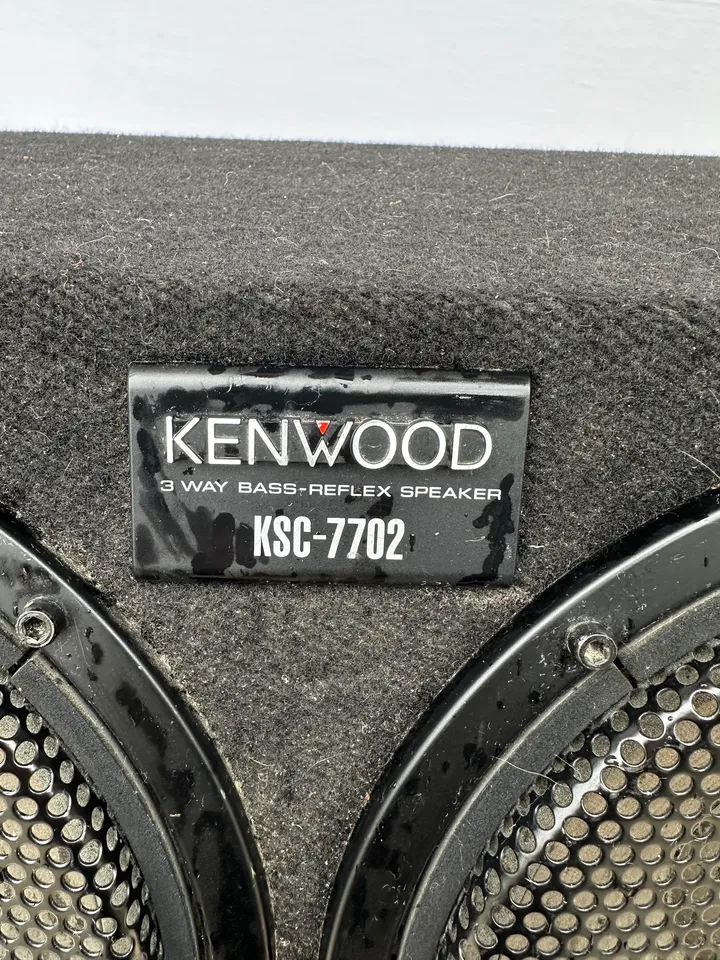 KENWOOD
3 WAY BASS-REFLEX SPEAKER
KSC-7702